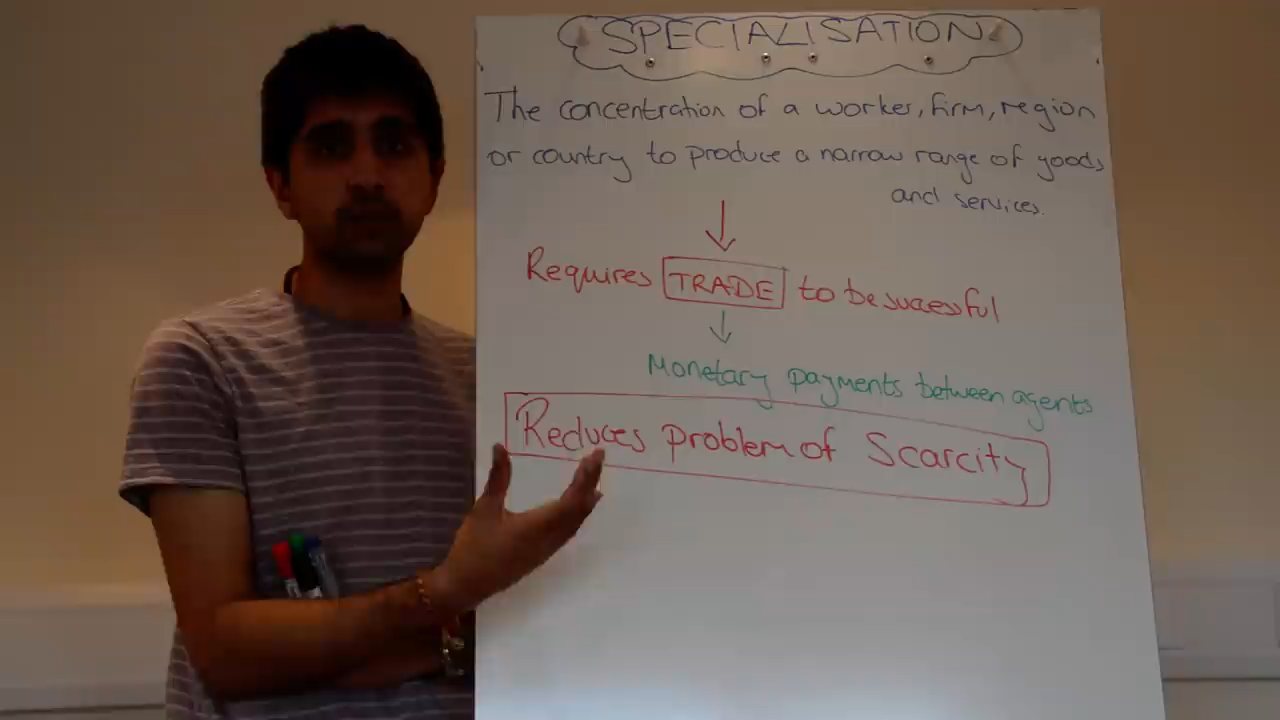 SPECIALISATION
The concentration of a worker, firm, region
or country to produce a narrow range of goods
and services.
Requires TRADE to be successful
Monetary payments between agents
Reduces problem of Scarcity